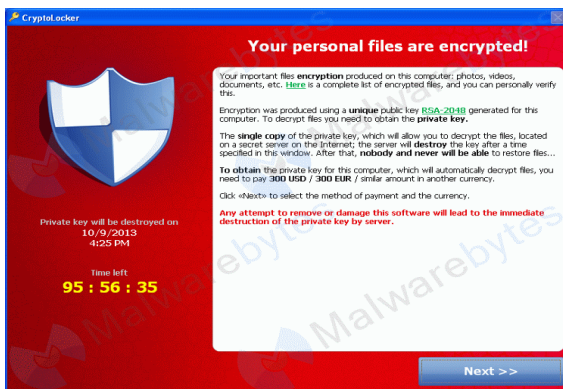 CryptoLocker
Your personal files are encrypted!
Your important files encryption produced on this computer: photos, videos,
documents, etc. Here is a complete list of encrypted files, and you can personally verify
this.
Encryption was produced using a unique public key RSA-2048 generated for this
computer. To decrypt files you need to obtain the private key.
The single copy of the private key, which will allow you to decrypt the files, located
on a secret server on the Internet; the server will destroy the key after a time
specified in this window. After that, nobody and never will be able to restore files...
To obtain the private key for this computer, which will automatically decrypt files, you
need to pay 300 USD / 300 EUR / similar amount in another currency.
Click «Next» to select the method of payment and the currency.
Any attempt to remove or damage this software will lead to the immediate
destruction of the private key by server.
Private key will be destroyed on
10/9/2013
4:25 PM
Time left
95 : 56 : 35
Next >>
Malwarebytes
Malwarebytes